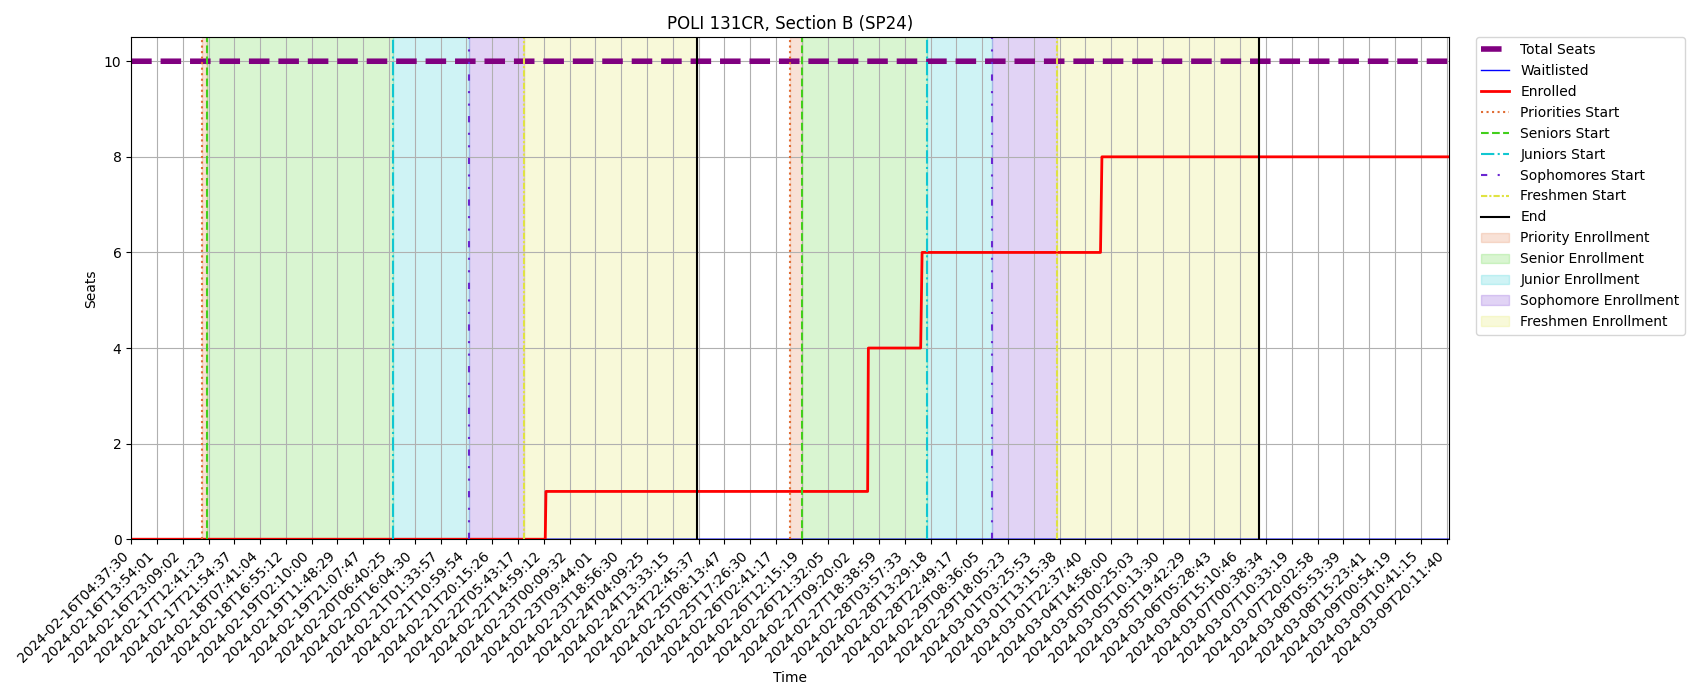 POLI 131CR, Section B (SP24)
10
8
6
4
2
0
Seats
2024-02-16T04:37:30
2024-02-16T13:54:01
2024-02-16T23:09:02
2024-02-17T12:41:23
2024-02-17T21:54:37
2024-02-18T07:41:04
2024-02-18T16:55:12
2024-02-19T02:10:00
2024-02-19T11:48:29
2024-02-19T21:07:47
2024-02-20T06:40:25
2024-02-20T16:04:30
2024-02-21T01:33:57
2024-02-21T10:59:54
2024-02-21T20:15:26
2024-02-22T05:43:17
2024-02-22T14:59:12
2024-02-23T00:09:32
2024-02-23T09:44:01
2024-02-23T18:56:30
2024-02-24T04:09:25
2024-02-24T13:33:15
2024-02-24T22:45:37
2024-02-25T08:13:47
2024-02-25T17:26:30
2024-02-26T02:41:17
2024-02-26T12:15:19
2024-02-26T21:32:05
2024-02-27T09:20:02
2024-02-27T18:38:59
2024-02-28T03:57:33
2024-02-28T13:29:18
2024-02-28T22:49:17
2024-02-29T08:36:05
2024-02-29T18:05:23
2024-03-01T03:25:53
2024-03-01T13:15:38
2024-03-01T22:37:40
2024-03-04T14:58:00
2024-03-05T00:25:03
2024-03-05T10:13:30
2024-03-05T19:42:29
2024-03-06T05:28:43
2024-03-06T15:10:46
2024-03-07T00:38:34
2024-03-07T10:33:19
2024-03-07T20:02:58
2024-03-08T05:53:39
2024-03-08T15:23:41
2024-03-09T00:54:19
2024-03-09T10:41:15
2024-03-09T20:11:40
Time
Total Seats
Waitlisted
Enrolled
Priorities Start
Seniors Start
Juniors Start
Sophomores Start
Freshmen Start
End
Priority Enrollment
Senior Enrollment
Junior Enrollment
Sophomore Enrollment
Freshmen Enrollment